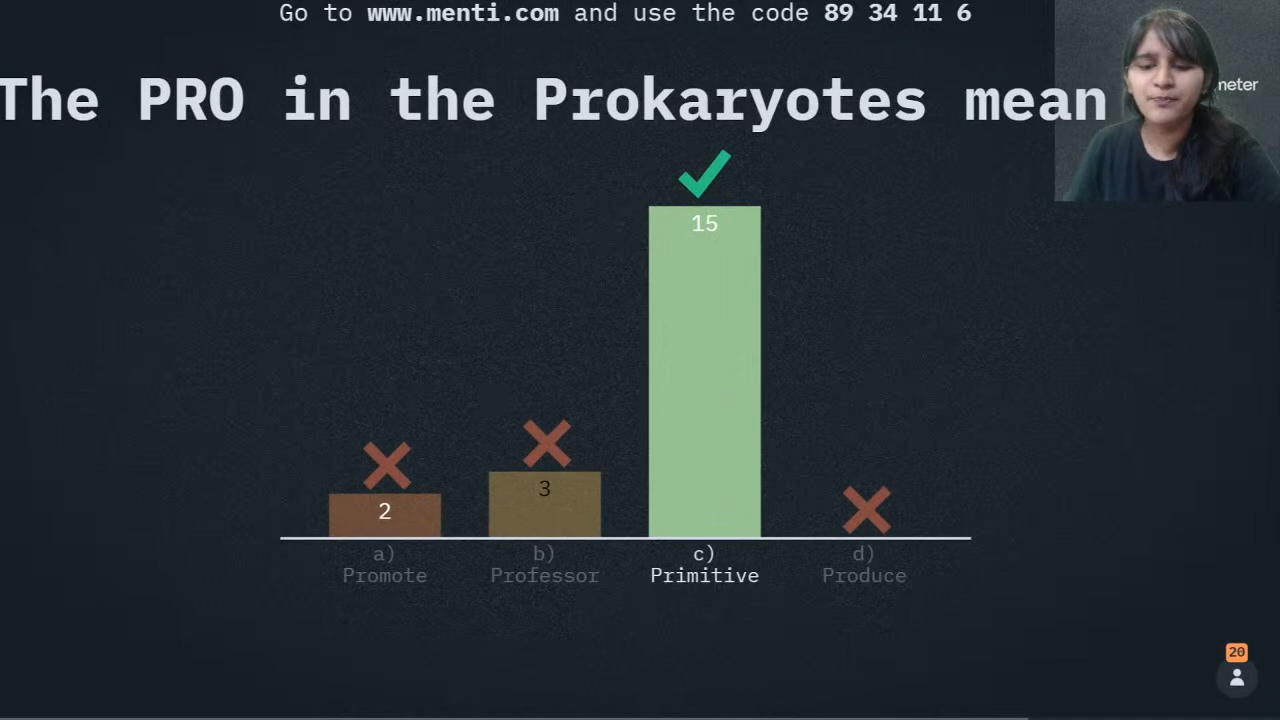 Go to www.menti.com and use the code 89 34 11 6
The PRO in the Prokaryotes mean
meter
15
3
2
a)
Promote
b)
Professor
c)
Primitive
d)
Produce
20